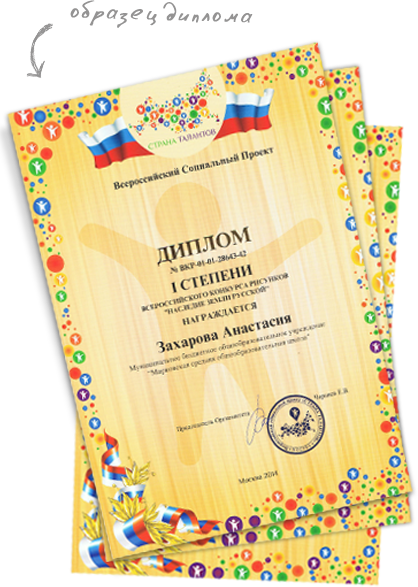 образец диплома
СТРАНА ТАЛАНТОВ
Всероссийский Социальный Проект
ДИПЛОМ
№ ВКР-01-01-28643-42
I СТЕПЕНИ
ВСЕРОССИЙСКОГО КОНКУРСА РИСУНКОВ
"НАСЛЕДИЕ ЗЕМЛИ РУССКОЙ"
НАГРАЖДАЕТСЯ
Захарова Анастасия
Муниципальное бюджетное общеобразовательное учреждение
"Марковская средняя общеобразовательная школа"
Председатель Оргкомитета
Е.В.
Москва 2014